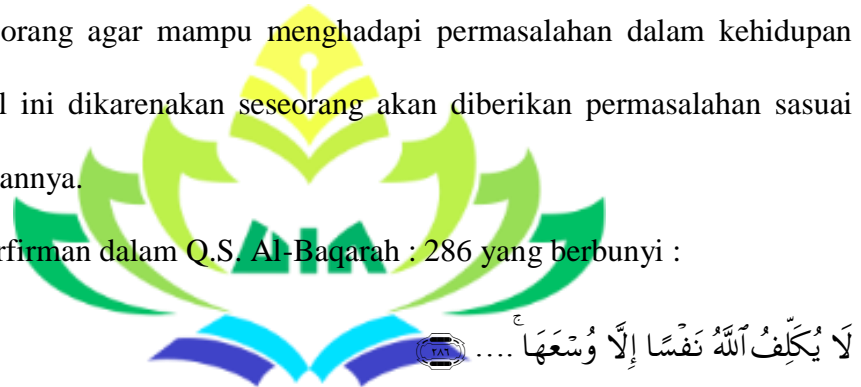 orang agar mampu menghadapi permasalahan dalam kehidupan
l ini dikarenakan seseorang akan diberikan permasalahan sasuai
annya.
rfirman dalam Q.S. Al-Baqarah : 286 yang berbunyi :
لَا يُكَلِّفُ ٱللَّهُ نَفْسًا إِلَّا وُسْعَهَاۚ .... ٢٨٦